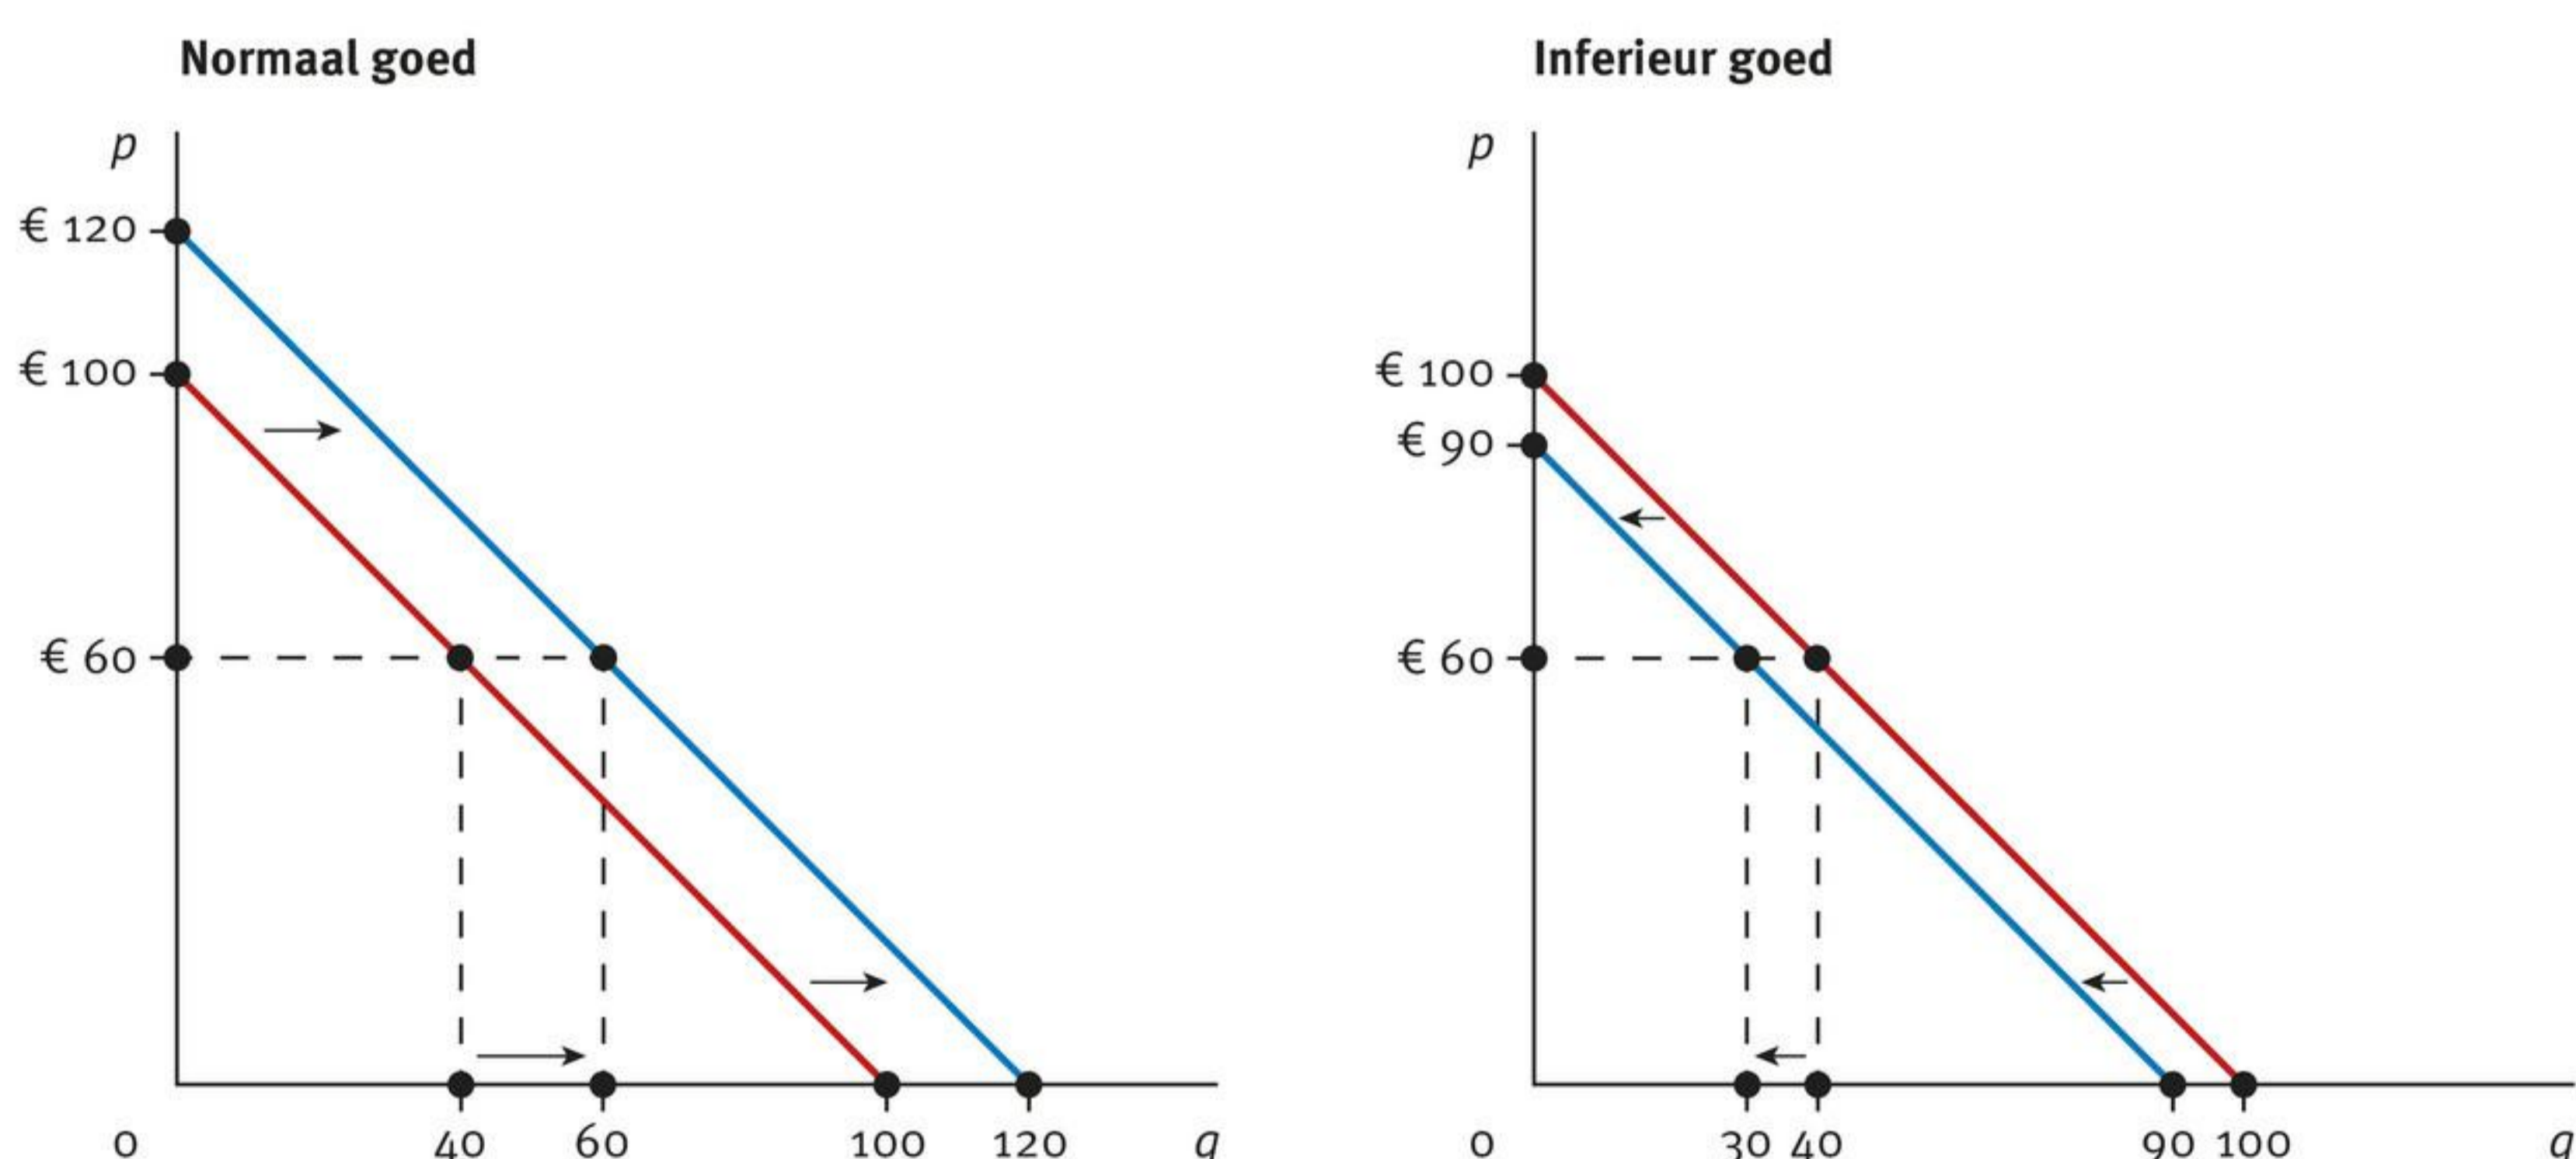 Normaal goed
p
€ 120
€ 100
€ 60
0 40 60 100 120 q
Inferieur goed
p
€ 100
€ 90
€ 60
0 30 40 90 100 q